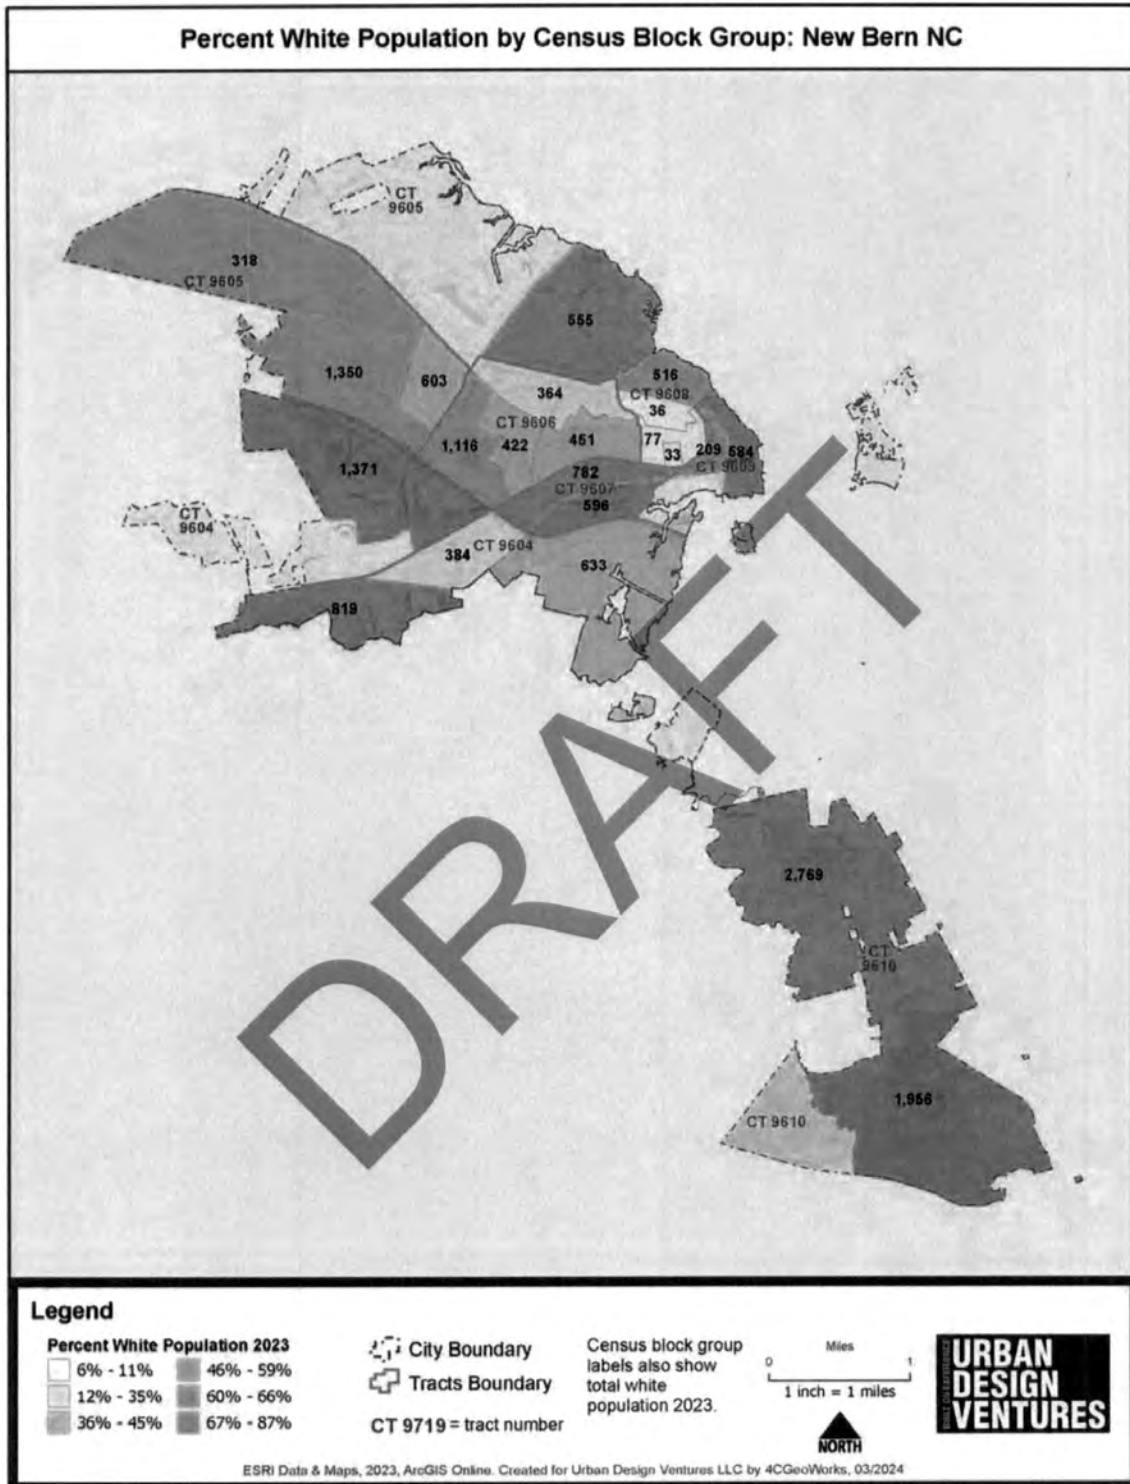 Percent White Population by Census Block Group: New Bern NC
CT
9605
318
CT 9605
555
1,350
603
516
364
CT 9608
36
CT 9606
1,116
422
451
77
33
209
584
CT 9609
1,371
782
CT 9607
596
CT
9604
384
CT 9604
633
819
DRAFT
2,769
CT
9610
1,956
CT 9610
Legend
Percent White Population 2023
6% - 11%
46% - 59%
12% - 35%
60% - 66%
36% - 45%
67% - 87%
City Boundary
Tracts Boundary
CT 9719 = tract number
Census block group
labels also show
total white
population 2023.
Miles
0
1
1 inch = 1 miles
NORTH
BUILT ON EXPERIENCE
URBAN
DESIGN
VENTURES
ESRI Data & Maps, 2023, ArcGIS Online. Created for Urban Design Ventures LLC by 4CGeoWorks, 03/2024